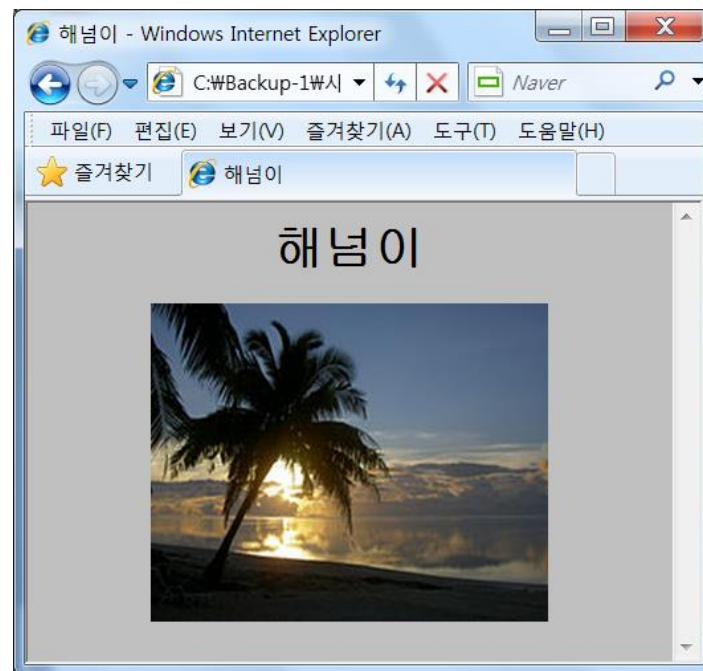 해넘이 - Windows Internet Explorer
C:₩Backup-1₩시
Naver
파일(F) 편집(E) 보기(V) 즐겨찾기(A) 도구(T) 도움말(H)
즐겨찾기
해넘이
해넘이